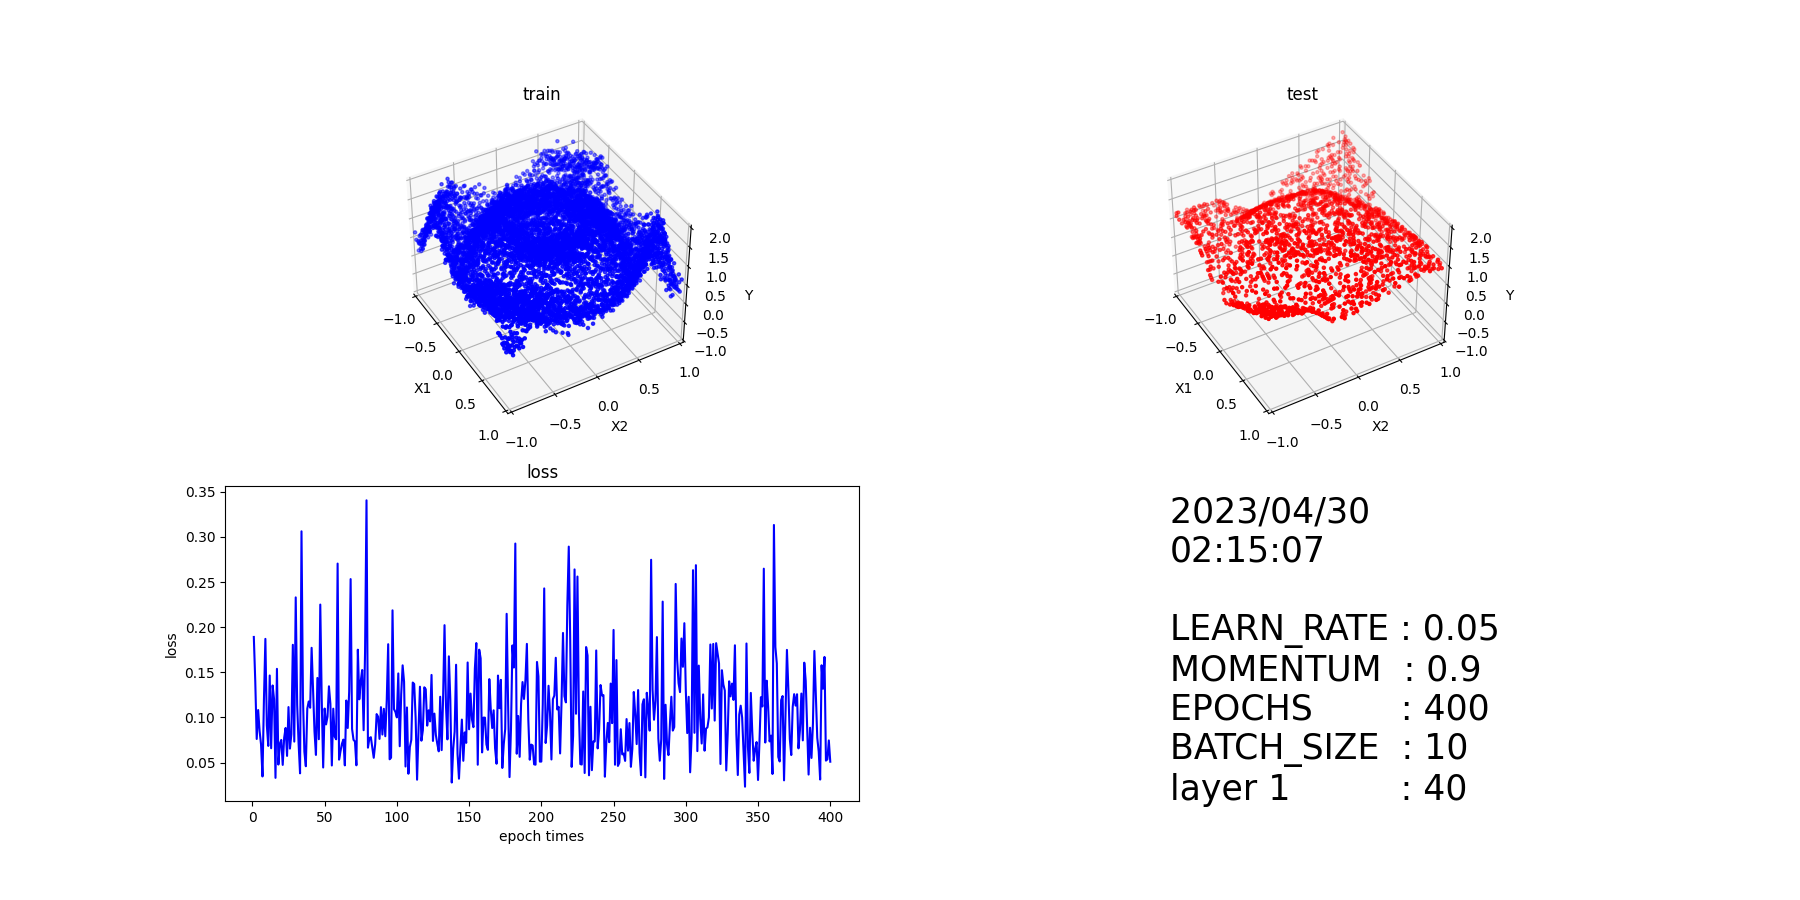 train
2.0
1.5
1.0
0.5
0.0
−0.5
−1.0
Y
−1.0
−0.5
0.0
0.5
1.0
X1
−1.0
−0.5
0.0
0.5
1.0
X2
test
2.0
1.5
1.0
0.5
0.0
−0.5
−1.0
Y
−1.0
−0.5
0.0
0.5
1.0
X1
−1.0
−0.5
0.0
0.5
1.0
X2
loss
0.35
0.30
0.25
0.20
0.15
0.10
0.05
loss
0 50 100 150 200 250 300 350 400
epoch times
2023/04/30
02:15:07
LEARN_RATE : 0.05
MOMENTUM : 0.9
EPOCHS : 400
BATCH_SIZE : 10
layer 1 : 40